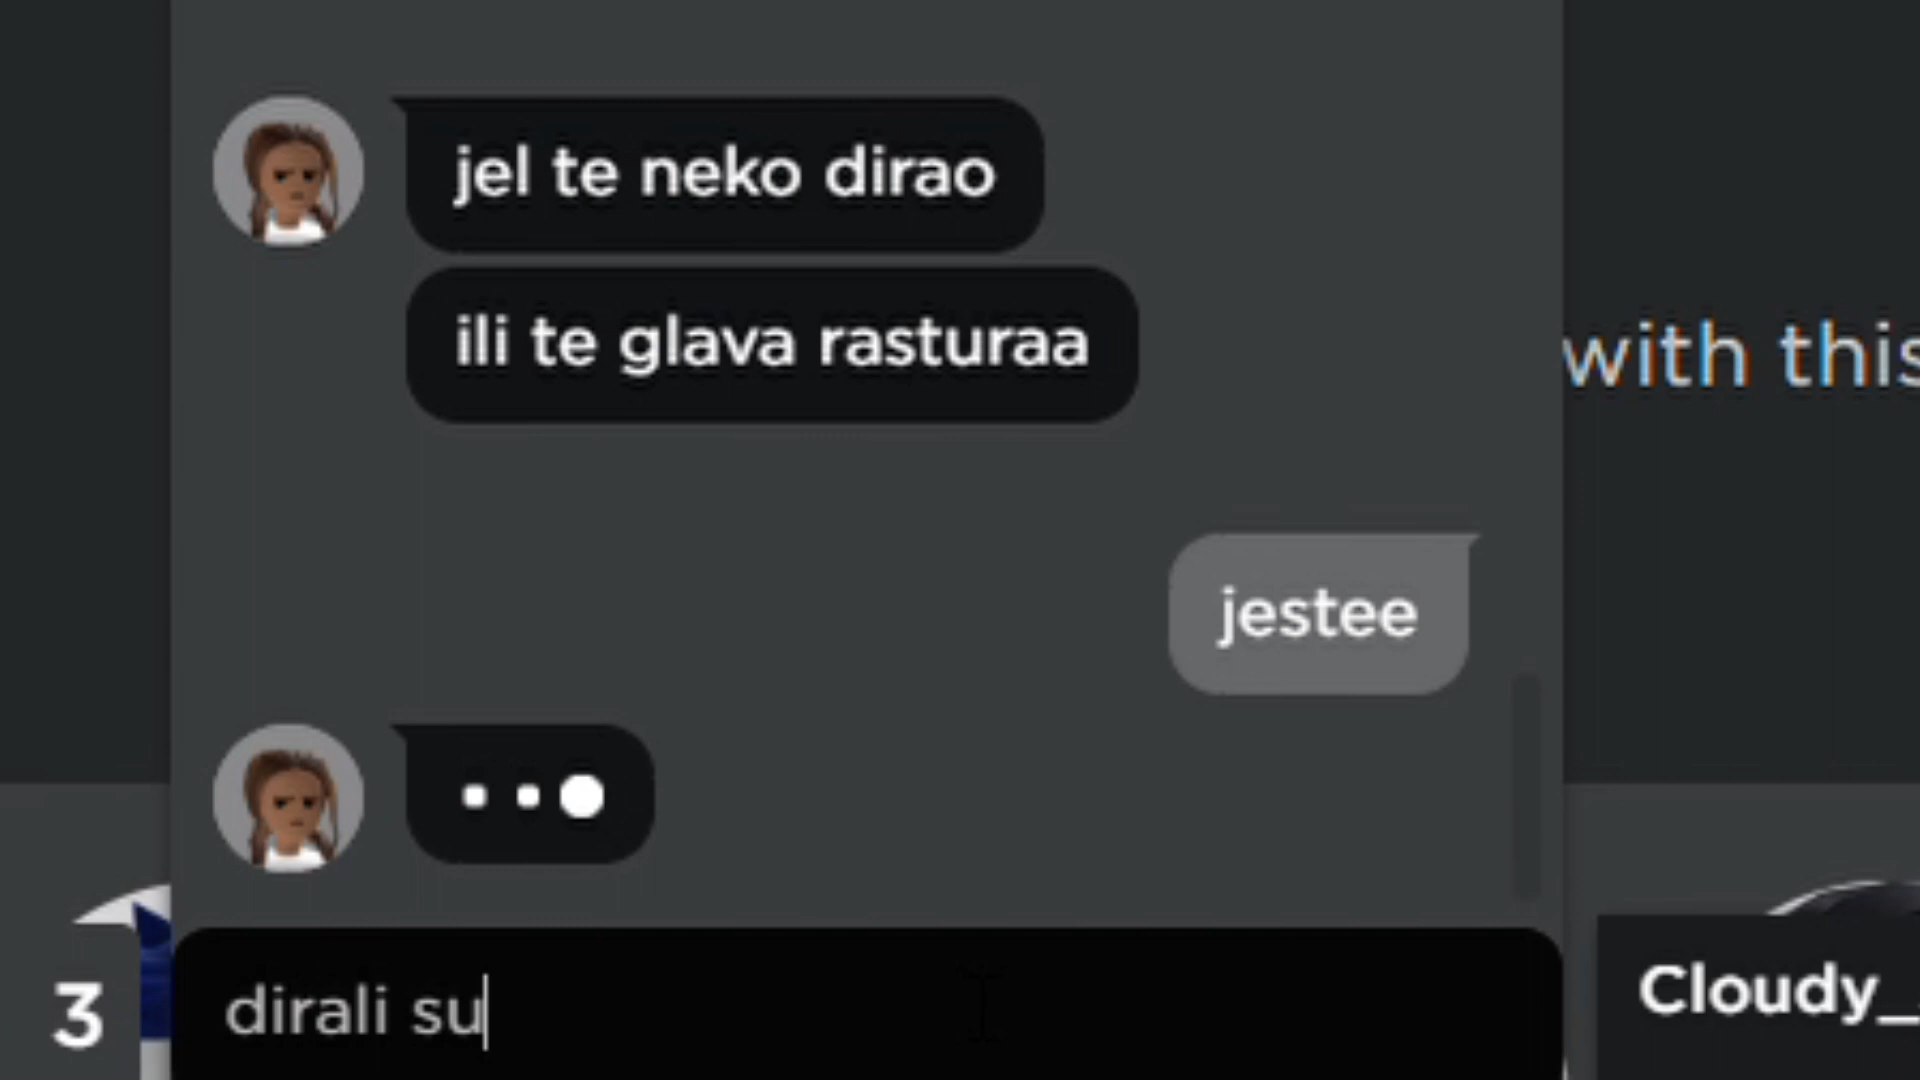 jel te neko dirao
ili te glava rasturaa
with this
jestee
3
dirali su
Cloudy_